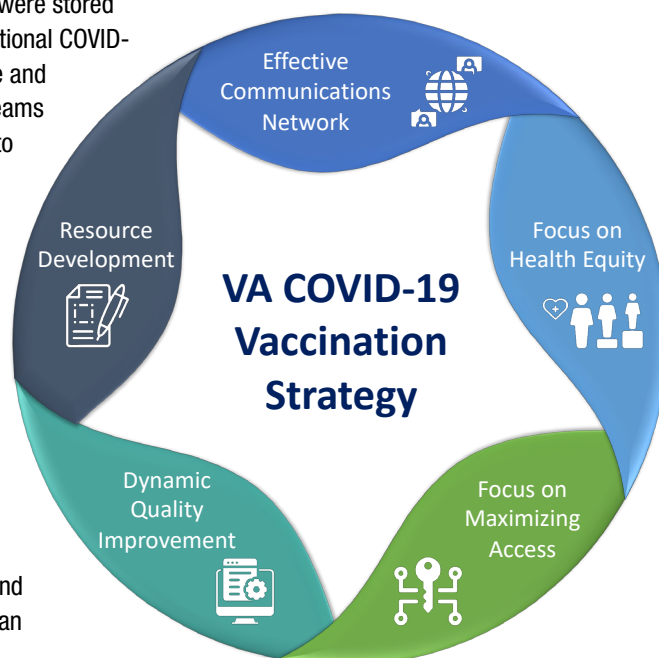 were stored
tional COVID-
e and
eams
to
nd
an
Effective
Communications
Network
Focus on
Health Equity
Focus on
Maximizing
Access
Dynamic
Quality
Improvement
Resource
Development
VA COVID-19
Vaccination
Strategy